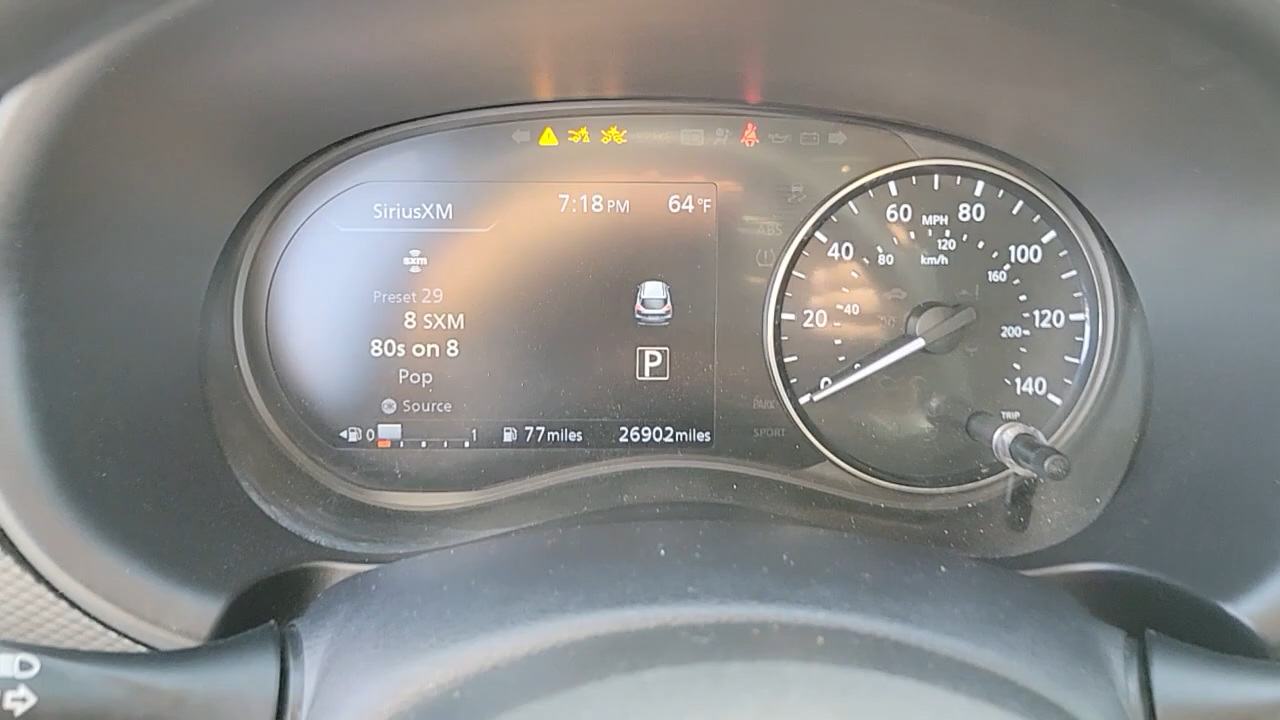 SiriusXM
7:18 PM
64°F
sxm
Preset 29
8 SXM
80s on 8
Pop
OK Source
P
0 1
77 miles
26902 miles
ABS
PARK
SPORT
0 20 40 60 80 100 120 140
MPH
40 80 120 160 200
km/h
TRIP